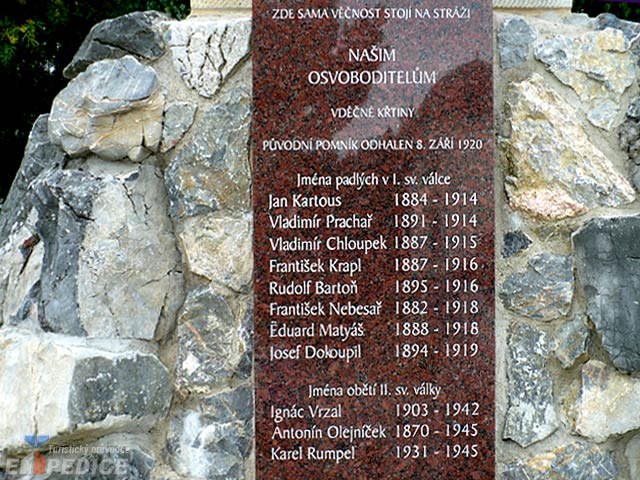 ZDE SAMA VĚČNOST STOJÍ NA STRÁŽI
NAŠIM
OSVOBODITELŮM
VDĚČNÉ KŘTINY
PŮVODNÍ POMNÍK ODHALEN 8. ZÁŘÍ 1920
Jména padlých v I. sv. válce
Jan Kartous 1884 - 1914
Vladimír Prachař 1891 - 1914
Vladimír Chloupek 1887 - 1915
František Krapl 1887 - 1916
Rudolf Bartoň 1895 - 1916
František Nebesař 1882 - 1918
Ëduard Matyáš 1888 - 1918
Josef Dokoupil 1894 - 1919
Jména obětí II. sv. války
Ignác Vrzal 1903 - 1942
Antonín Olejníček 1870 - 1945
Karel Rumpel 1931 - 1945
Turistický průvodce
EXPEDICE